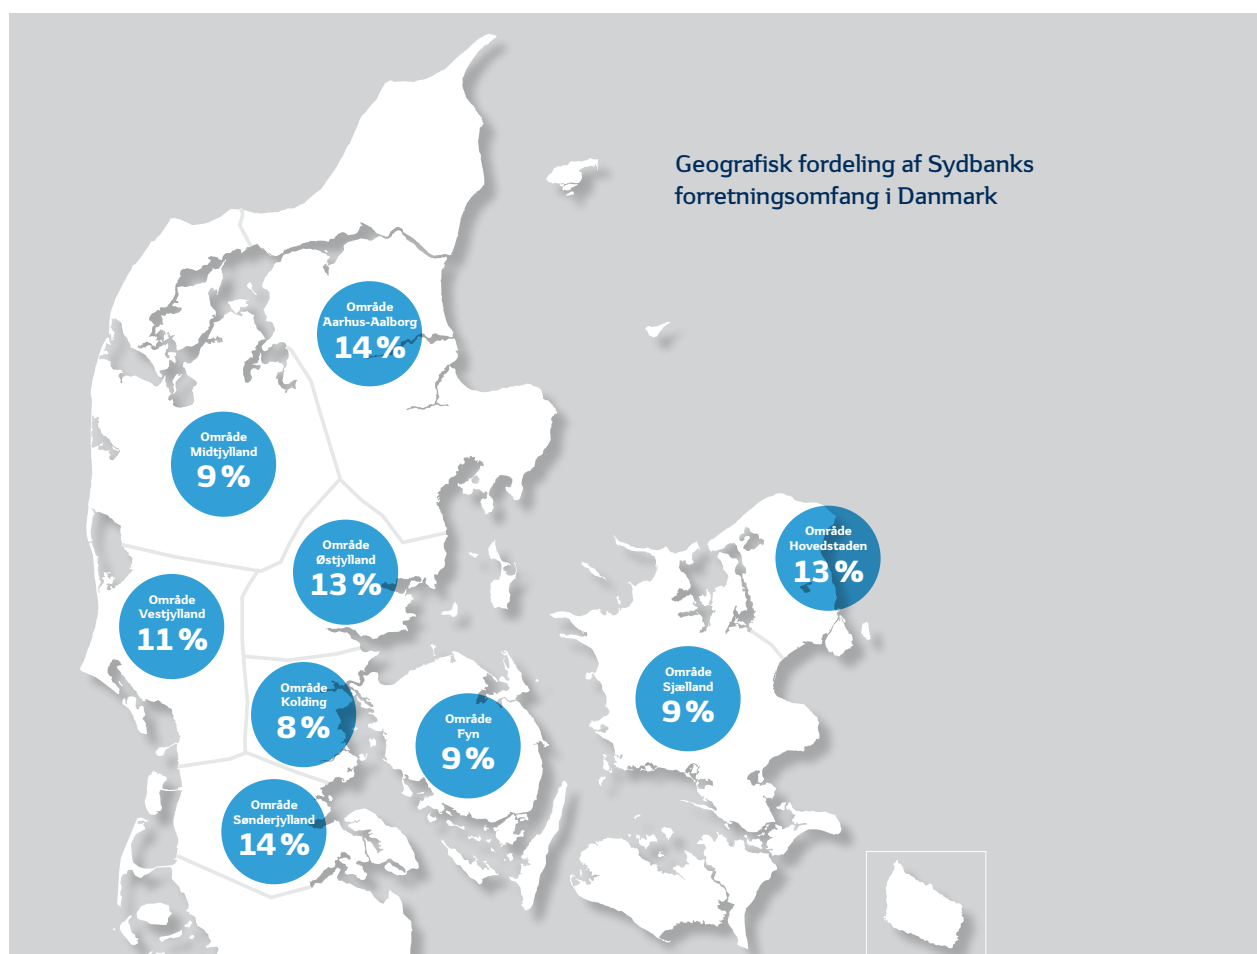 Geografisk fordeling af Sydbanks
forretningsomfang i Danmark
Område
Aarhus-Aalborg
14 %
Område
Midtjylland
9 %
Område
Østjylland
13 %
Område
Hovedstaden
13 %
Område
Vestjylland
11 %
Område
Kolding
8 %
Område
Sjælland
9 %
Område
Fyn
9 %
Område
Sønderjylland
14 %